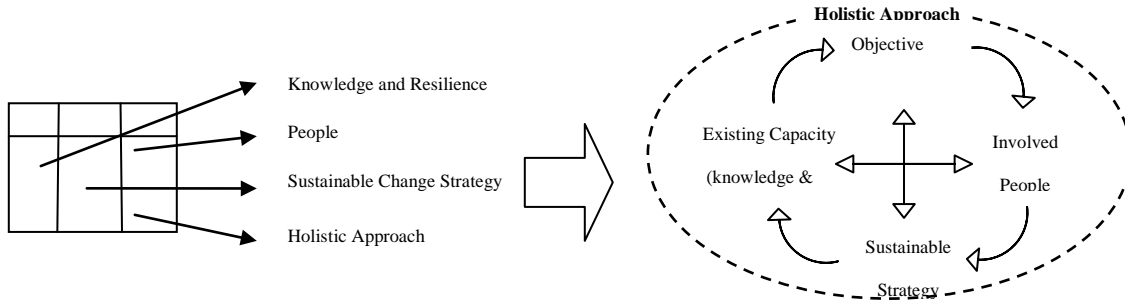 Knowledge and Resilience
People
Sustainable Change Strategy
Holistic Approach
Holistic Approach
Objective
Involved
People
Sustainable
Strategy
Existing Capacity
(knowledge &